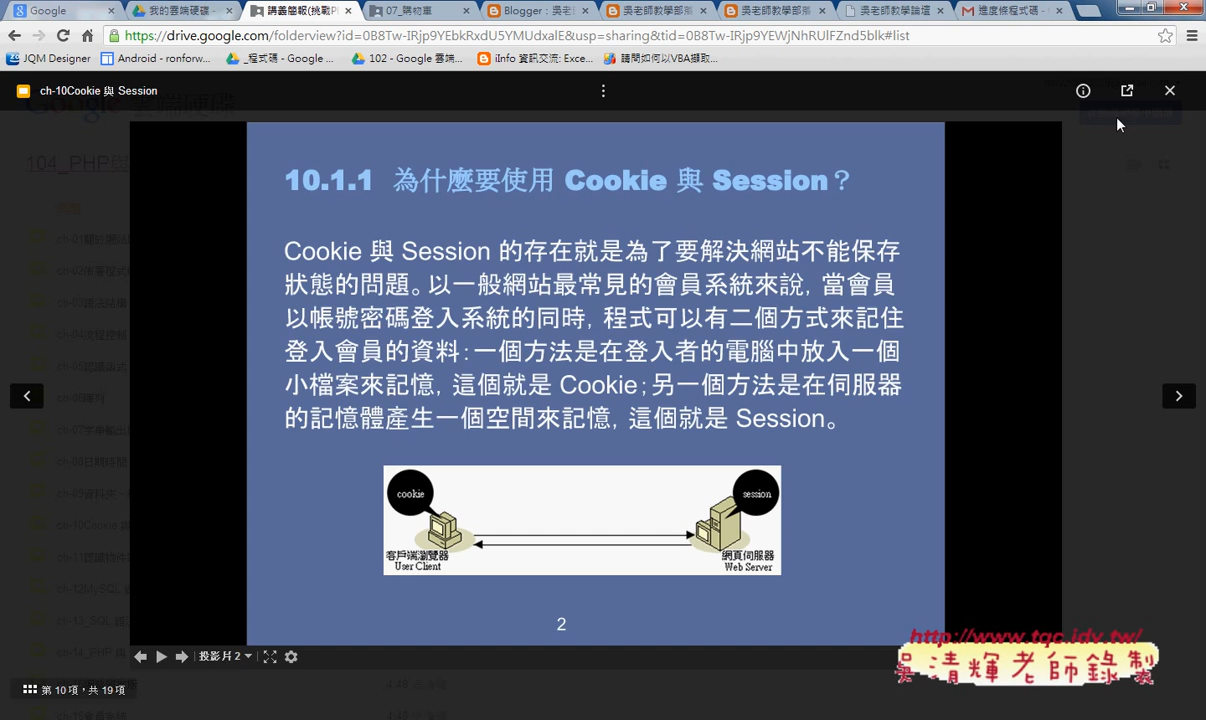 Google
我的雲端硬碟 -
講義簡報(挑戰P
07_購物車
Blogger：吳老
吳老師教學部落
吳老師教學部落
吳老師教學論壇
進度條程式碼 -
https://drive.google.com/folderview?id=0B8Tw-IRjp9YEbkRxdU5YMUdxalE&usp=sharing&tid=0B8Tw-IRjp9YEWjNhRUlFZnd5blk#list
JQM Designer
Android - ronforw...
_程式碼 - Google ...
102 - Google 雲端...
iInfo 資訊交流: Exce...
請問如何以VBA擷取...
ch-10Cookie 與 Session
10.1.1 為什麼要使用 Cookie 與 Session？
Cookie 與 Session 的存在就是為了要解決網站不能保存
狀態的問題。以一般網站最常見的會員系統來說，當會員
以帳號密碼登入系統的同時，程式可以有二個方式來記住
登入會員的資料：一個方法是在登入者的電腦中放入一個
小檔案來記憶，這個就是 Cookie；另一個方法是在伺服器
的記憶體產生一個空間來記憶，這個就是 Session。
cookie
session
客戶端瀏覽器
User Client
網頁伺服器
Web Server
2
投影片 2
第 10 項，共 19 項
http://www.tqc.idv.tw/
吳清輝老師錄製